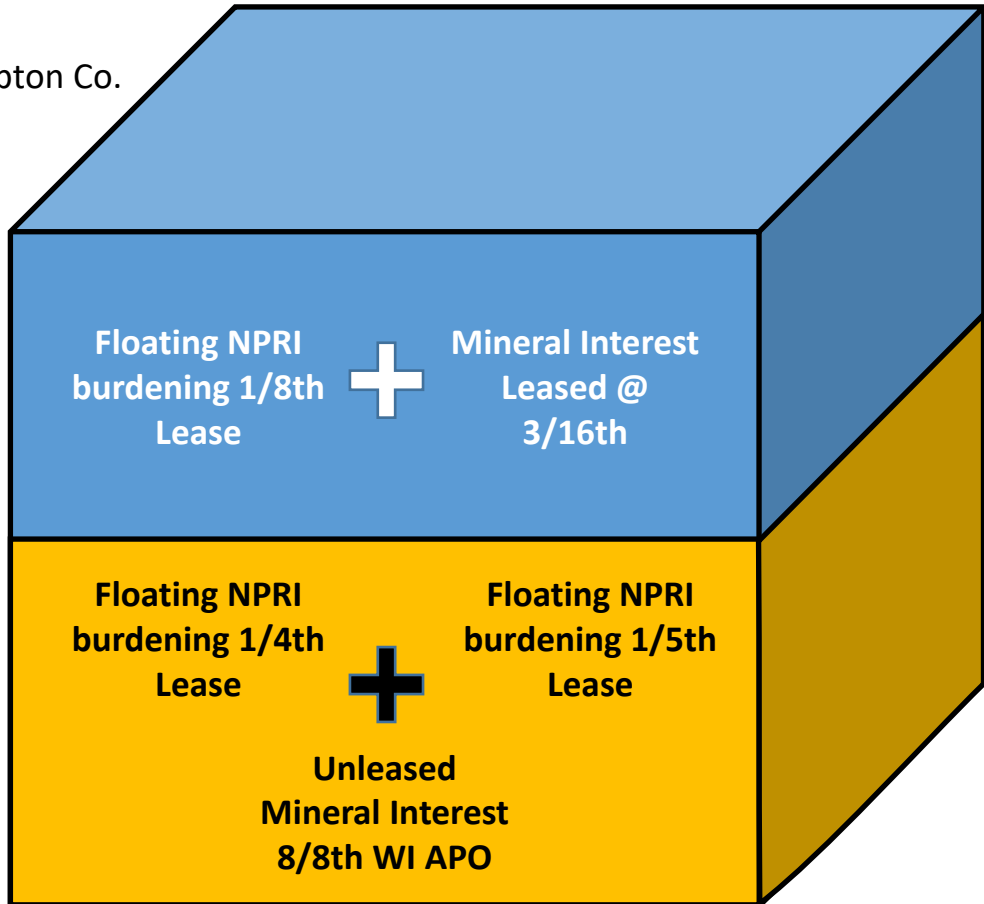 pton Co.
Floating NPRI
burdening 1/8th
Lease
Mineral Interest
Leased @
3/16th
Floating NPRI
burdening 1/4th
Lease
Floating NPRI
burdening 1/5th
Lease
Unleased
Mineral Interest
8/8th WI APO